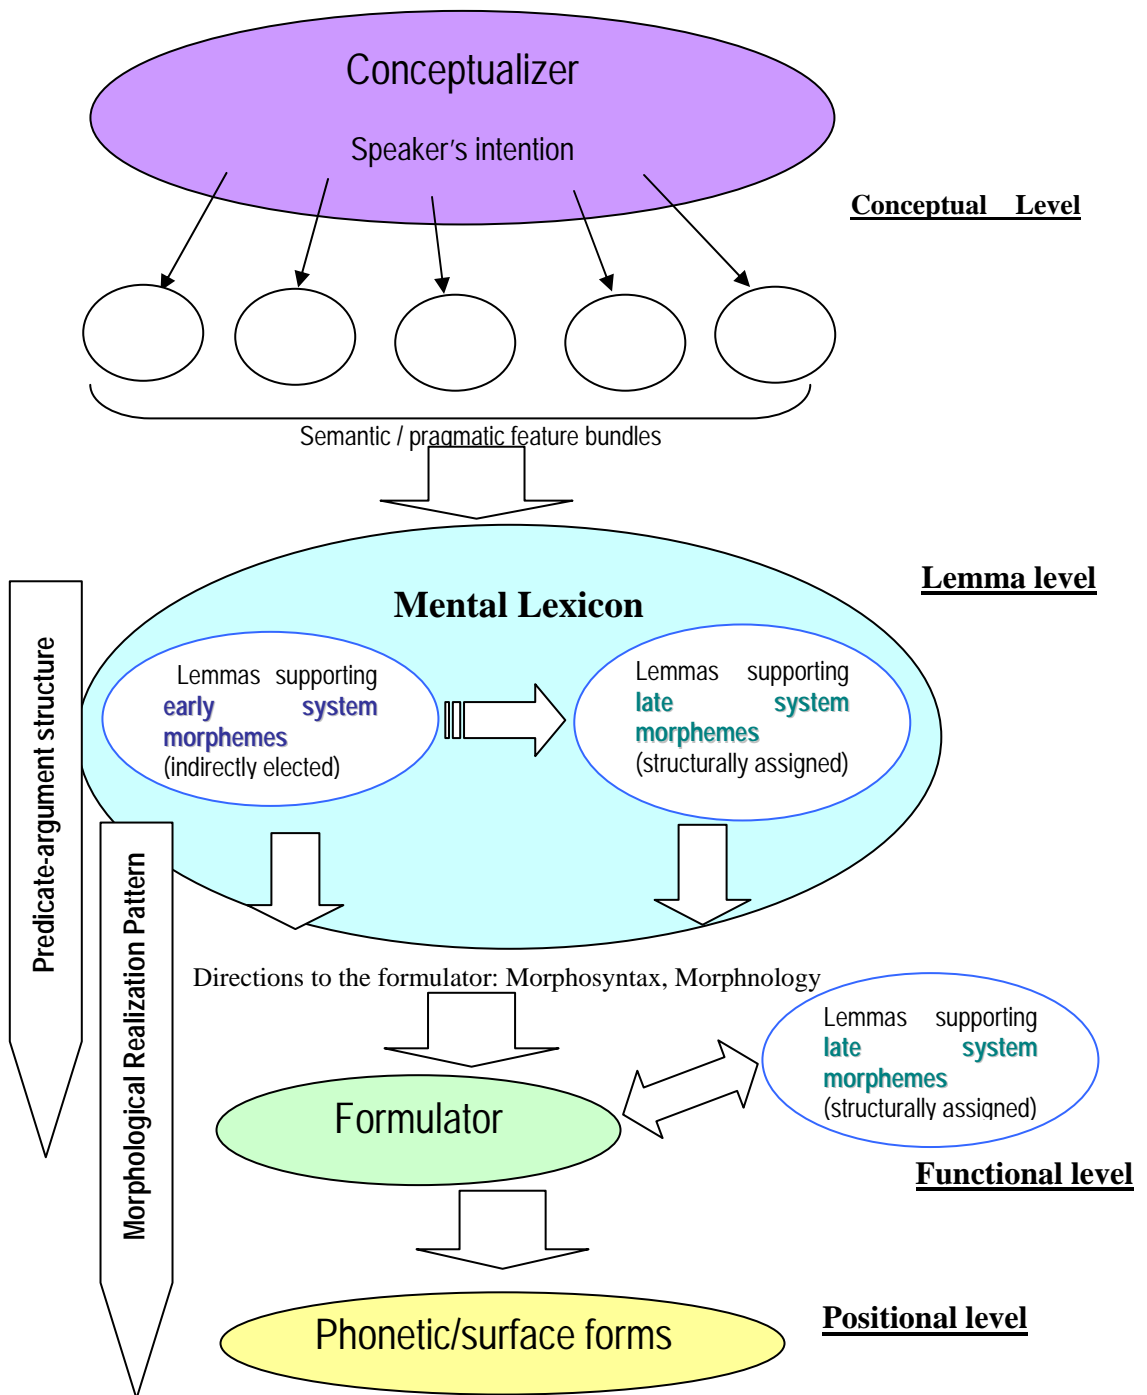 Conceptualizer
Speaker's intention
Conceptual Level
Semantic / pragmatic feature bundles
Lemma level
Mental Lexicon
Lemmas supporting
early system
morphemes
(indirectly elected)
Lemmas supporting
late system
morphemes
(structurally assigned)
Predicate-argument structure
Morphological Realization Pattern
Directions to the formulator: Morphosyntax, Morphnology
Lemmas supporting
late system
morphemes
(structurally assigned)
Formulator
Functional level
Phonetic/surface forms
Positional level